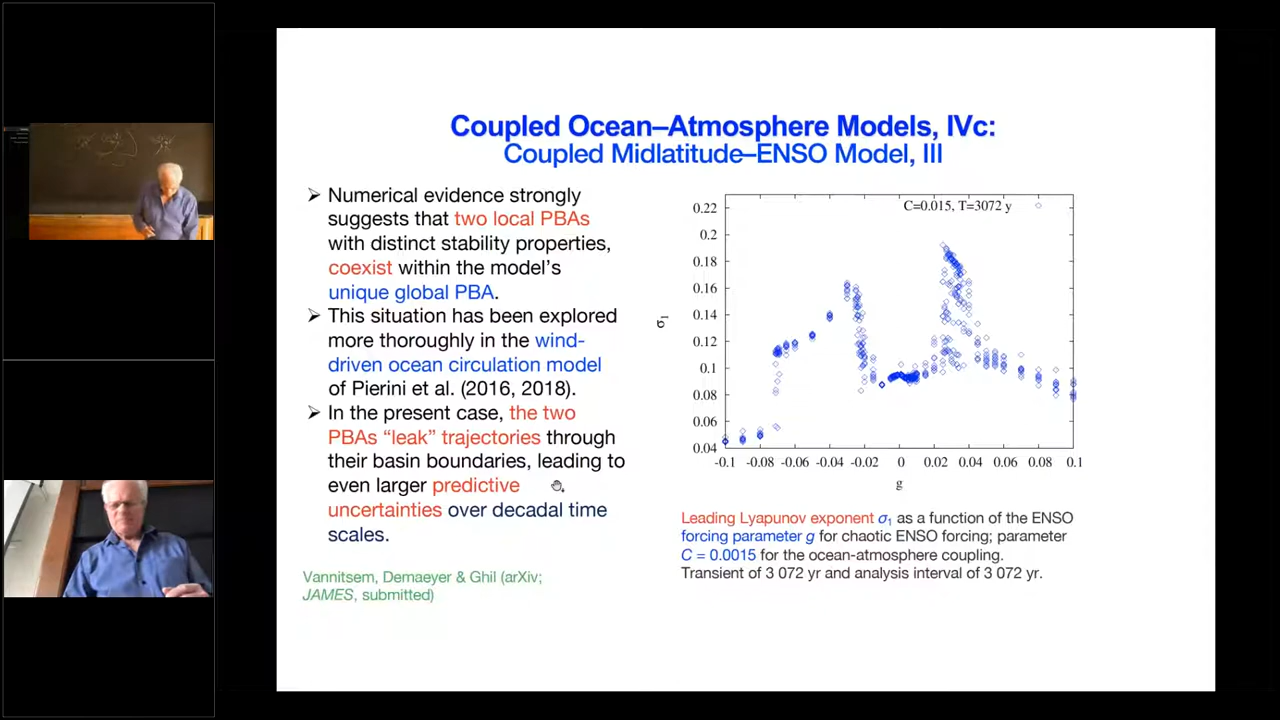 Coupled Ocean–Atmosphere Models, IVc:
Coupled Midlatitude–ENSO Model, III
➢ Numerical evidence strongly
suggests that two local PBAs
with distinct stability properties,
coexist within the model's
unique global PBA.
➢ This situation has been explored
more thoroughly in the wind-
driven ocean circulation model
of Pierini et al. (2016, 2018).
➢ In the present case, the two
PBAs “leak” trajectories through
their basin boundaries, leading to
even larger predictive
uncertainties over decadal time
scales.
Vannitsem, Demaeyer & Ghil (arXiv;
JAMES, submitted)
C=0.015, T=3072 y
0.22
0.2
0.18
0.16
0.14
0.12
0.1
0.08
0.06
0.04
σ₁
-0.1 -0.08 -0.06 -0.04 -0.02 0 0.02 0.04 0.06 0.08 0.1
g
Leading Lyapunov exponent σ₁ as a function of the ENSO
forcing parameter g for chaotic ENSO forcing; parameter
C = 0.0015 for the ocean-atmosphere coupling.
Transient of 3 072 yr and analysis interval of 3 072 yr.